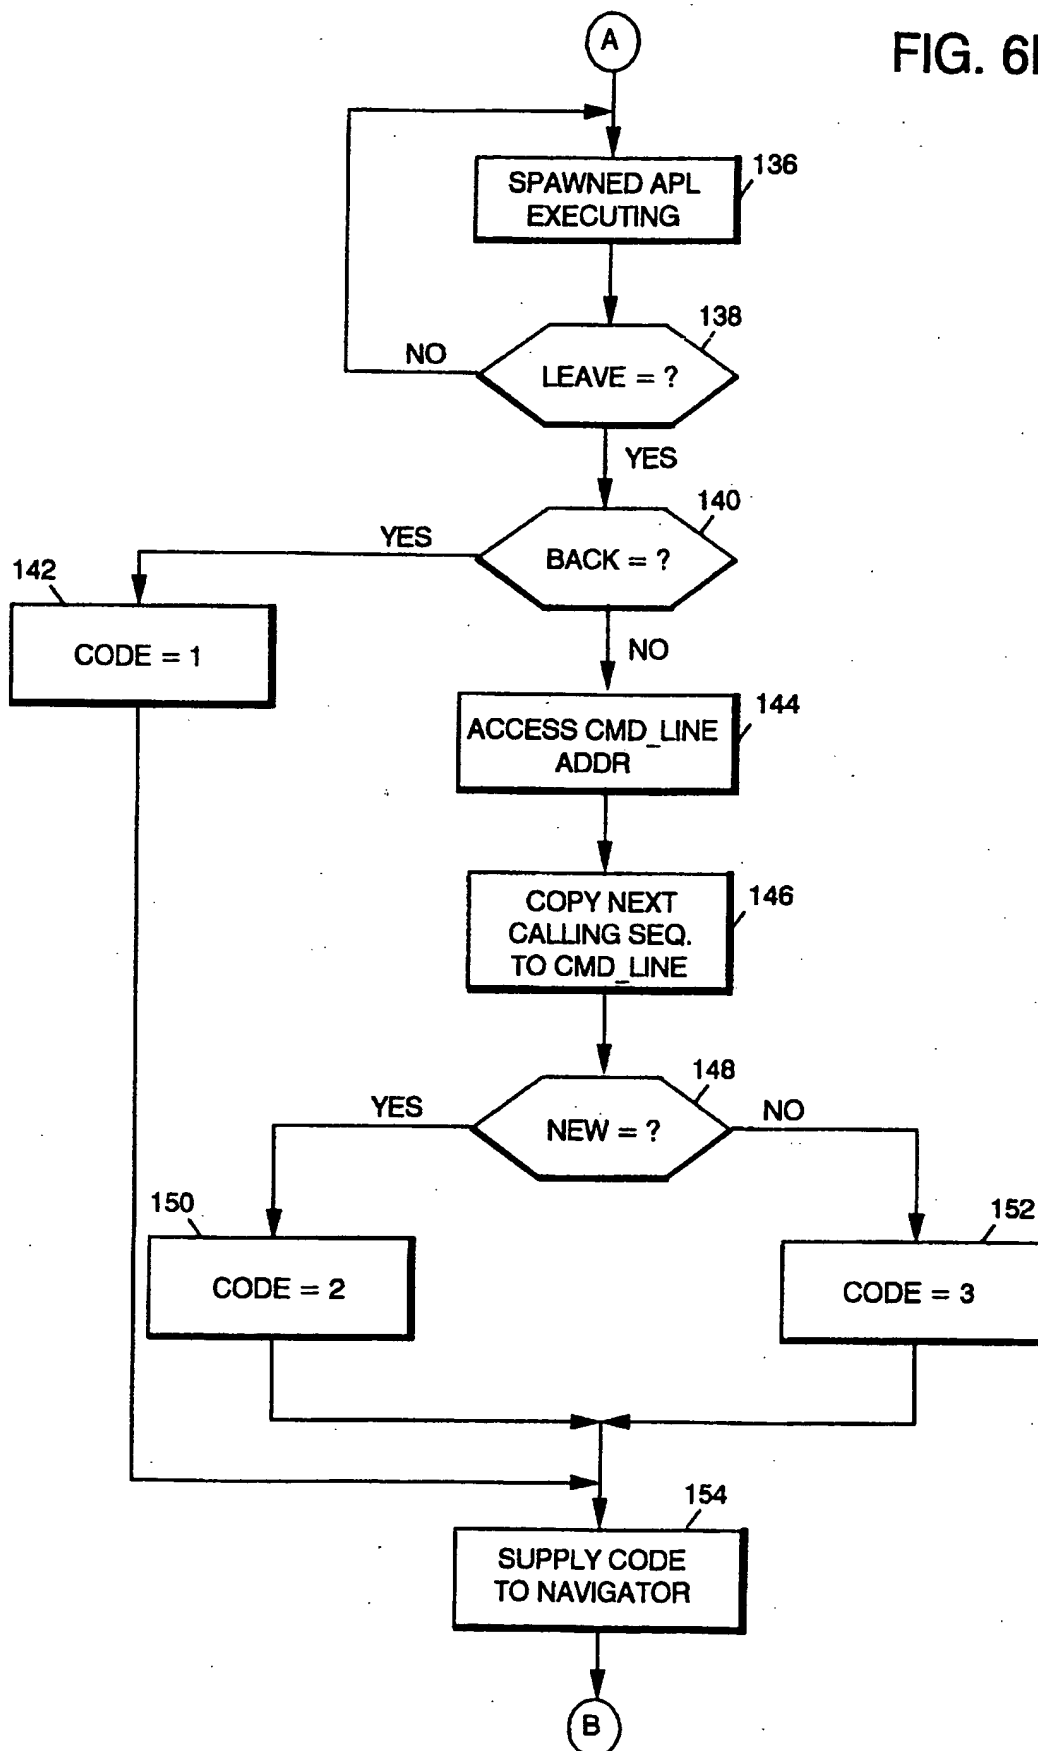 A
FIG. 6
136
SPAWNED APL
EXECUTING
138
NO
LEAVE = ?
YES
140
YES
BACK = ?
142
CODE = 1
NO
144
ACCESS CMD_LINE
ADDR
146
COPY NEXT
CALLING SEQ.
TO CMD_LINE
148
YES
NO
NEW = ?
150
152
CODE = 2
CODE = 3
154
SUPPLY CODE
TO NAVIGATOR
B